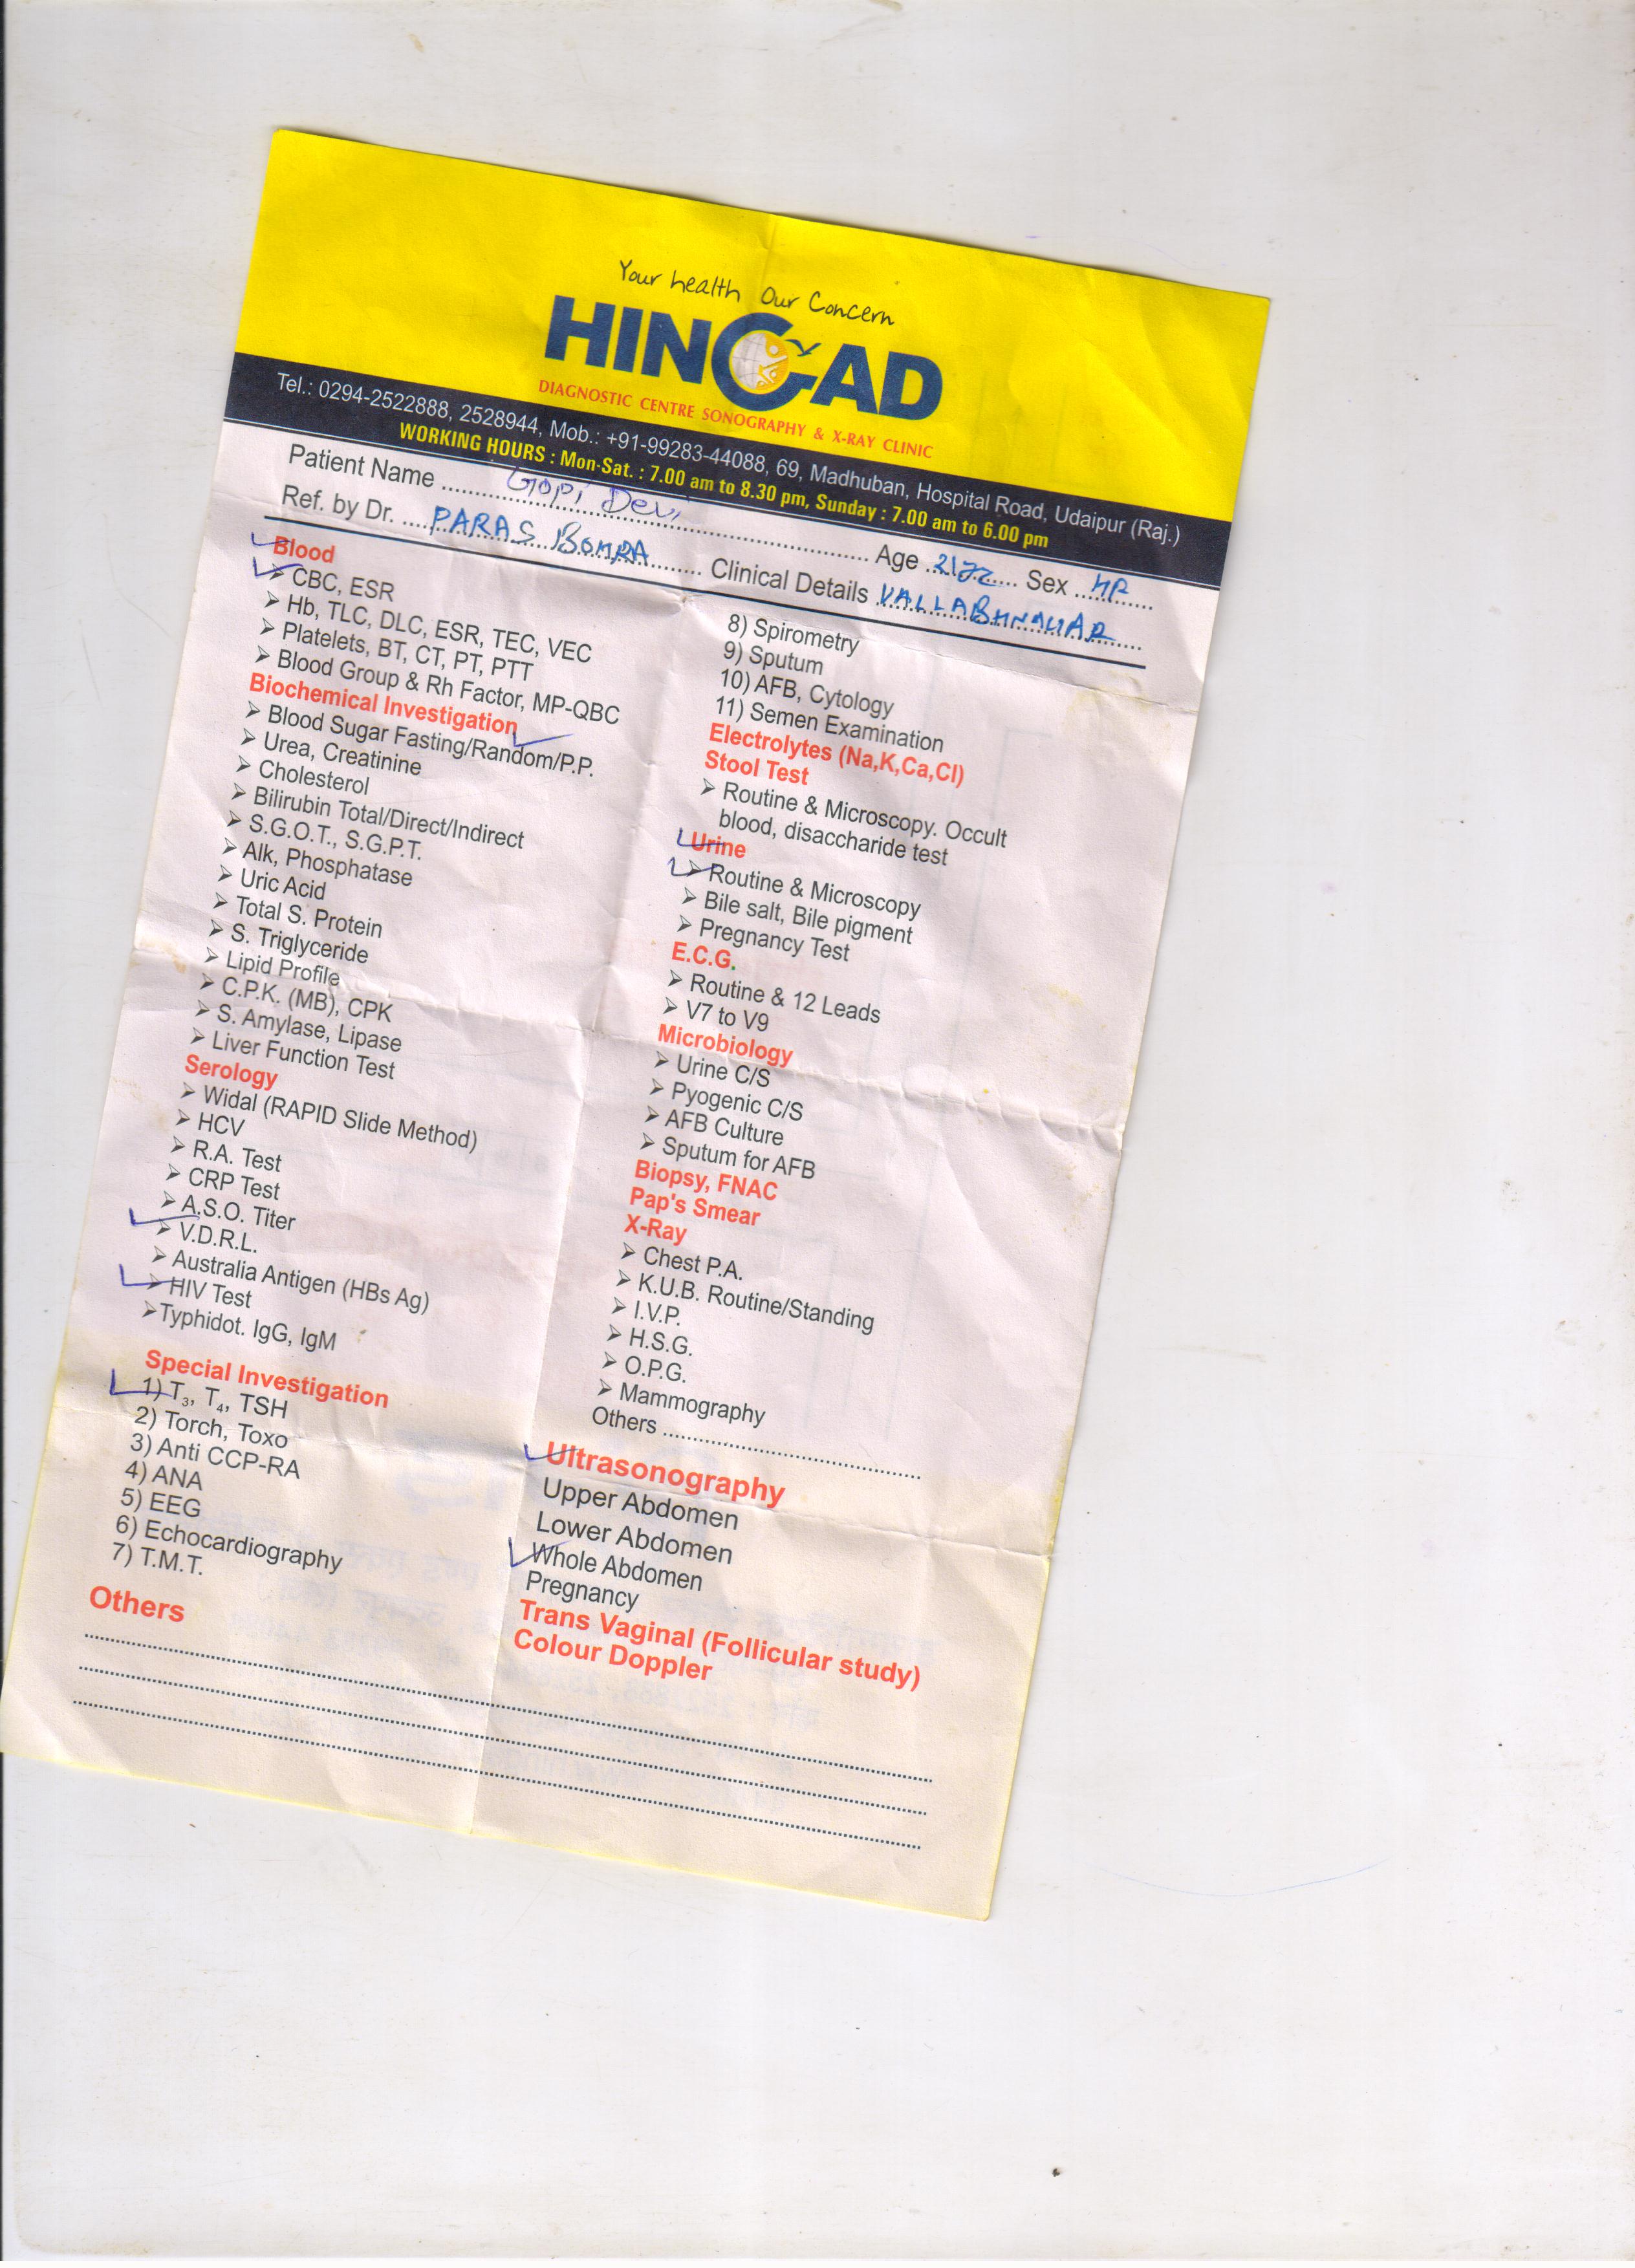 Your health Our Concern
HINGAD
DIAGNOSTIC CENTRE SONOGRAPHY & X-RAY CLINIC
Tel.: 0294-2522888, 2528944, Mob.: +91-99283-44088, 69, Madhuban, Hospital Road, Udaipur (Raj.)
WORKING HOURS : Mon-Sat. : 7.00 am to 8.30 pm, Sunday : 7.00 am to 6.00 pm
Patient Name Gopi Devi Age Sex
Ref. by Dr. PARAS BOHRA Clinical Details VALLABHNAGAR
Blood
➢ CBC, ESR
➢ Hb, TLC, DLC, ESR, TEC, VEC
➢ Platelets, BT, CT, PT, PTT
➢ Blood Group & Rh Factor, MP-QBC
Biochemical Investigation
➢ Blood Sugar Fasting/Random/P.P.
➢ Urea, Creatinine
➢ Cholesterol
➢ Bilirubin Total/Direct/Indirect
➢ S.G.O.T., S.G.P.T.
➢ Alk, Phosphatase
➢ Uric Acid
➢ Total S. Protein
➢ S. Triglyceride
➢ Lipid Profile
➢ C.P.K. (MB), CPK
➢ S. Amylase, Lipase
➢ Liver Function Test
Serology
➢ Widal (RAPID Slide Method)
➢ HCV
➢ R.A. Test
➢ CRP Test
➢ A.S.O. Titer
➢ V.D.R.L.
➢ Australia Antigen (HBs Ag)
➢ HIV Test
➢ Typhidot. IgG, IgM
Special Investigation
1) T3, T4, TSH
2) Torch, Toxo
3) Anti CCP-RA
4) ANA
5) EEG
6) Echocardiography
7) T.M.T.
Others
8) Spirometry
9) Sputum
10) AFB, Cytology
11) Semen Examination
Electrolytes (Na,K,Ca,Cl)
Stool Test
➢ Routine & Microscopy. Occult
blood, disaccharide test
Urine
➢ Routine & Microscopy
➢ Bile salt, Bile pigment
➢ Pregnancy Test
E.C.G.
➢ Routine & 12 Leads
➢ V7 to V9
Microbiology
➢ Urine C/S
➢ Pyogenic C/S
➢ AFB Culture
➢ Sputum for AFB
Biopsy, FNAC
Pap's Smear
X-Ray
➢ Chest P.A.
➢ K.U.B. Routine/Standing
➢ I.V.P.
➢ H.S.G.
➢ O.P.G.
➢ Mammography
Others
Ultrasonography
Upper Abdomen
Lower Abdomen
Whole Abdomen
Pregnancy
Trans Vaginal (Follicular study)
Colour Doppler